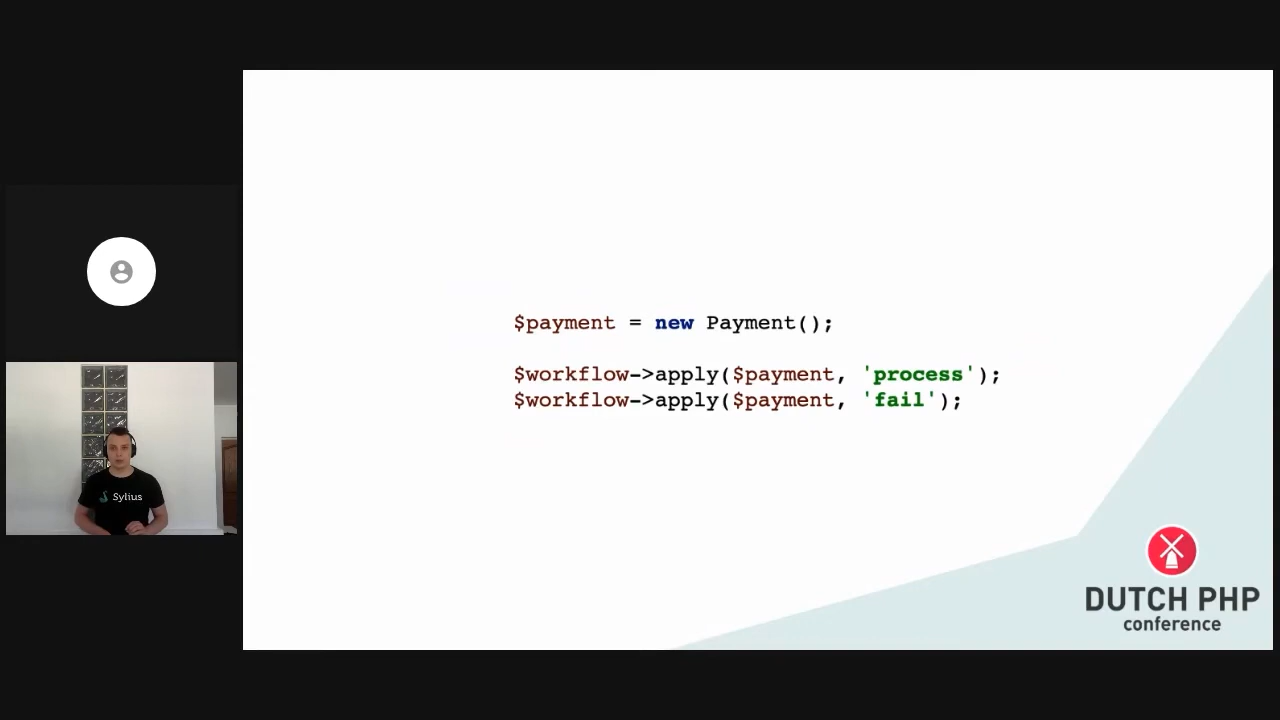 $payment = new Payment();
$workflow->apply($payment, 'process');
$workflow->apply($payment, 'fail');
Sylius
DUTCH PHP
conference